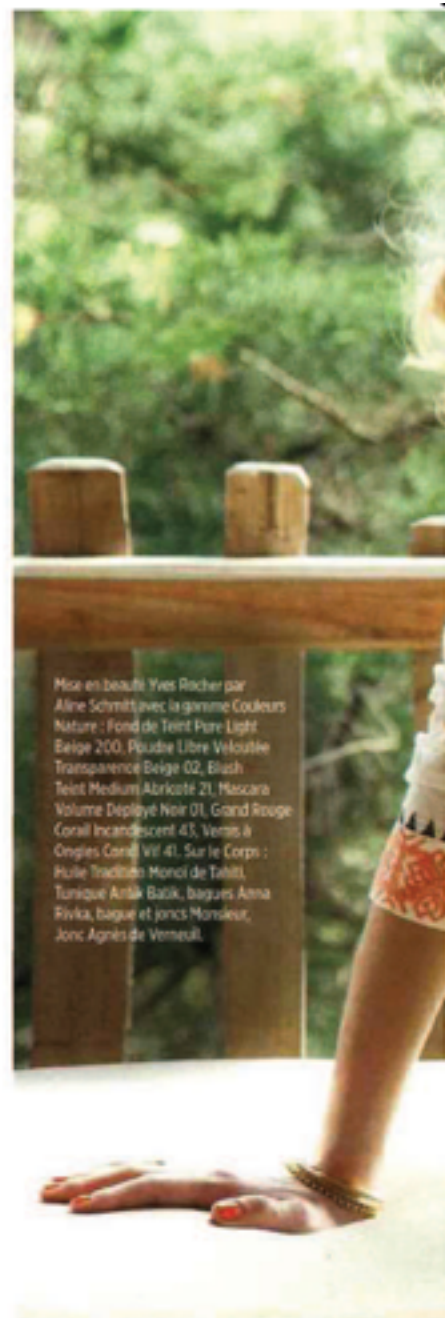 Mise en beauté Yves Rocher par
Aline Schmitt avec la gamme Couleurs
Nature : Fond de Teint Pure Light
Beige 200, Poudre Libre Veloutée
Transparence Beige 02, Blush
Teint Medium Abricoté 21, Mascara
Volume Déployé Noir 01, Grand Rouge
Corail Incandescent 43, Vernis à
Ongles Corail Vif 41. Sur le Corps :
Huile Tradition Monoï de Tahiti,
Tunique Antik Batik, bagues Anna
Rivka, bague et joncs Monsieur,
Jonc Agnès de Verneuil.